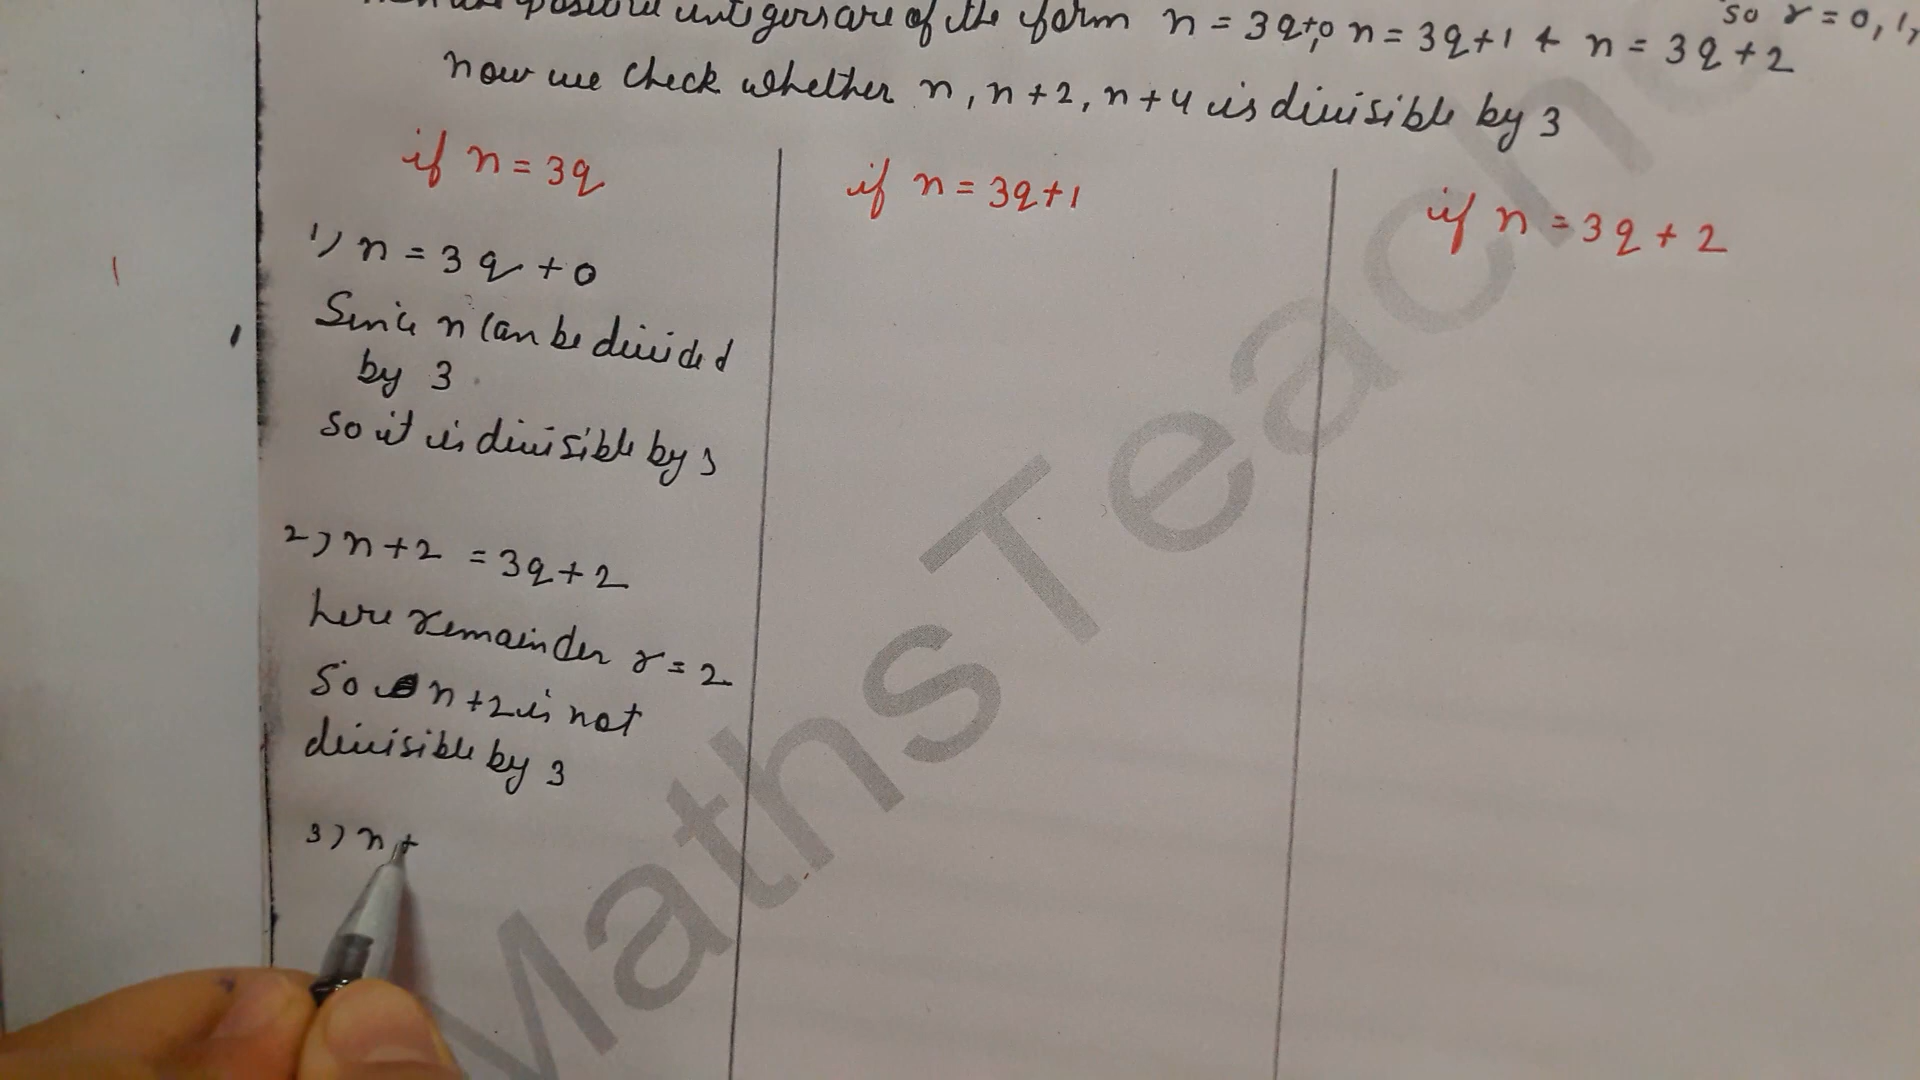 positive integers are of the form n = 3q+0, n = 3q+1 & n = 3q+2
so r = 0, 1,
now we check whether n, n+2, n+4 is divisible by 3
if n = 3q
1) n = 3q + 0
Since n can be divided
by 3
so it is divisible by 3
2) n+2 = 3q+2
here remainder r = 2
So n+2 is not
divisible by 3
3) n+
if n = 3q+1
if n = 3q + 2
Maths Teach